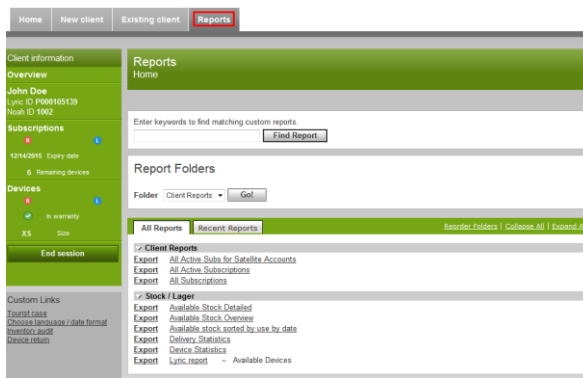 Home New client Existing client Reports
Client information
Overview
John Doe
Lyric ID P000105139
Noah ID 1002
Subscriptions
R L
12/14/2015 Expiry date
6 Remaining devices
Devices
R L
In warranty
XS Size
End session
Custom Links
Tourist case
Choose language / date format
Inventory audit
Device return
Reports
Home
Enter keywords to find matching custom reports.
Find Report
Report Folders
Folder Client Reports Go!
All Reports Recent Reports Reorder Folders | Collapse All | Expand A
Client Reports
Export All Active Subs for Satellite Accounts
Export All Active Subscriptions
Export All Subscriptions
Stock / Lager
Export Available Stock Detailed
Export Available Stock Overview
Export Available stock sorted by use by date
Export Delivery Statistics
Export Device Statistics
Export Lyric report – Available Devices